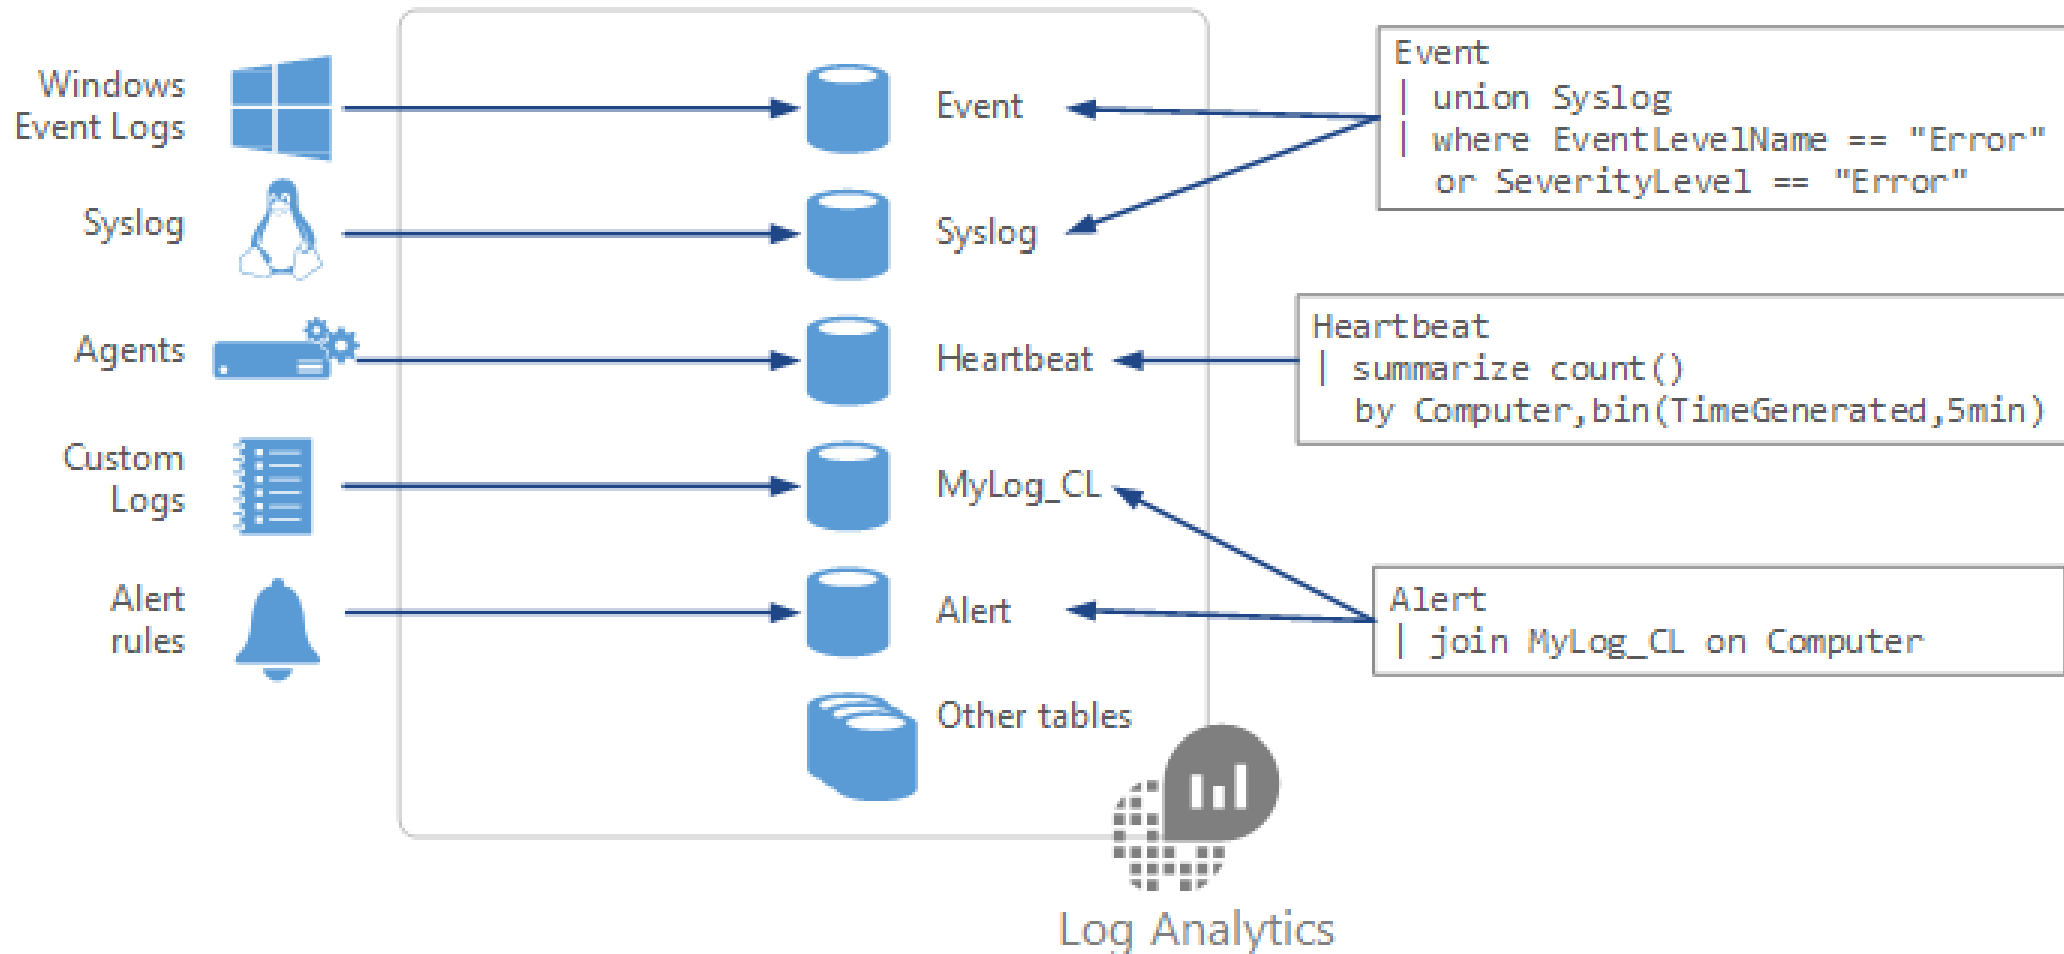 Windows
Event Logs
Syslog
Agents
Custom
Logs
Alert
rules
Event
Syslog
Heartbeat
MyLog_CL
Alert
Other tables
Event
| union Syslog
| where EventLevelName == "Error"
or SeverityLevel == "Error"
Heartbeat
| summarize count()
by Computer,bin(TimeGenerated,5min)
Alert
| join MyLog_CL on Computer
Log Analytics